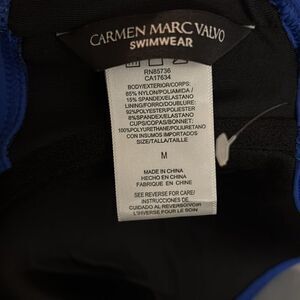 CARMEN MARC VALVO
SWIMWEAR
RN85736
CA17634
BODY/EXTERIOR/CORPS:
85% NYLON/POLIAMIDA/
15% SPANDEX/ELASTANO
LINING/FORRO/DOUBLURE:
92%POLYESTER/POLIESTER
8%SPANDEX/ELASTANO
CUPS/COPAS/BONNET:
100%POLYURETHANE/POLIURETANO
CON INSUMOS IMPORTADOS
SIZE/TALLA/TAILLE
M
MADE IN CHINA
HECHO EN CHINA
FABRIQUE EN CHINE
SEE REVERSE FOR CARE/
INSTRUCCIONES DE
CUIDADO AL REVERSO/VOIR
L'INVERSE POUR LE SOIN